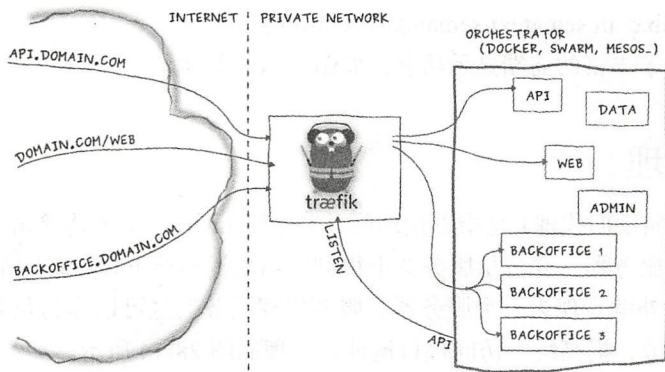 INTERNET
PRIVATE NETWORK
ORCHESTRATOR
(DOCKER, SWARM, MESOS...)
API.DOMAIN.COM
API
DATA
DOMAIN.COM/WEB
WEB
træfik
ADMIN
LISTEN
BACKOFFICE.DOMAIN.COM
BACKOFFICE 1
BACKOFFICE 2
BACKOFFICE 3
API